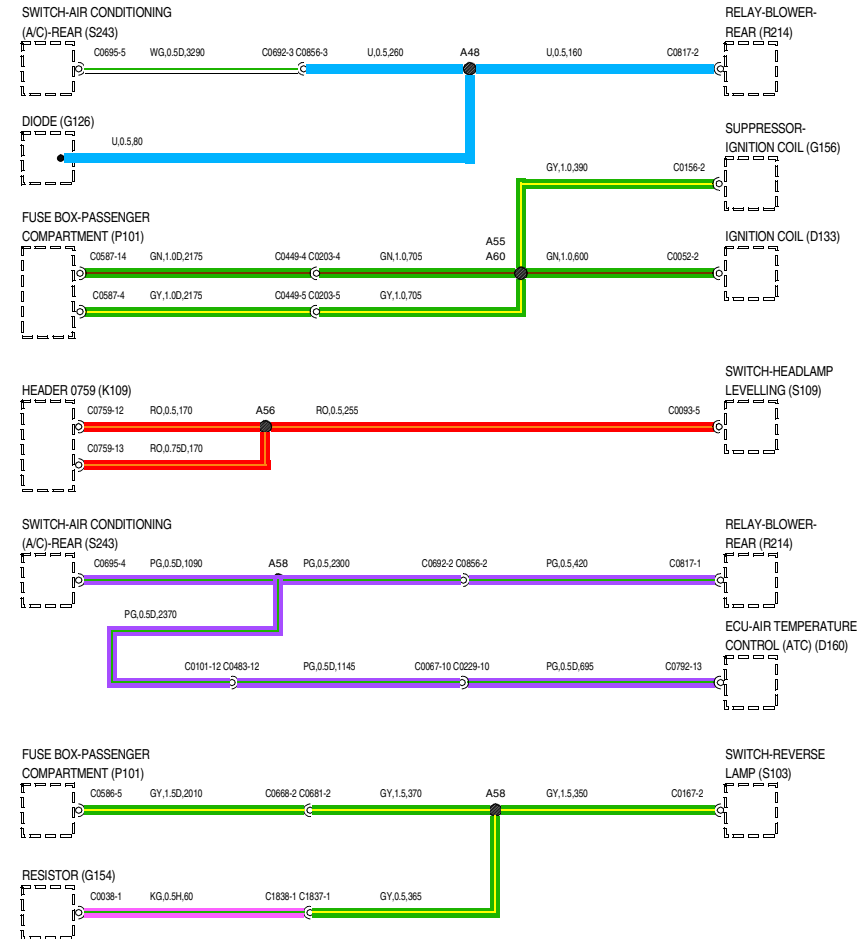 SWITCH-AIR CONDITIONING
(A/C)-REAR (S243)
RELAY-BLOWER-
REAR (R214)
C0695-5 WG,0.5D,3290 C0692-3 C0856-3 U,0.5,260 A48 U,0.5,160 C0817-2
DIODE (G126)
U,0.5,80
SUPPRESSOR-
IGNITION COIL (G156)
GY,1.0,390 C0156-2
FUSE BOX-PASSENGER
COMPARTMENT (P101)
IGNITION COIL (D133)
A55
C0587-14 GN,1.0D,2175 C0449-4 C0203-4 GN,1.0,705 A60 GN,1.0,600 C0052-2
C0587-4 GY,1.0D,2175 C0449-5 C0203-5 GY,1.0,705
SWITCH-HEADLAMP
LEVELLING (S109)
HEADER 0759 (K109)
C0759-12 RO,0.5,170 A56 RO,0.5,255 C0093-5
C0759-13 RO,0.75D,170
SWITCH-AIR CONDITIONING
(A/C)-REAR (S243)
RELAY-BLOWER-
REAR (R214)
C0695-4 PG,0.5D,1090 A58 PG,0.5,2300 C0692-2 C0856-2 PG,0.5,420 C0817-1
PG,0.5D,2370
ECU-AIR TEMPERATURE
CONTROL (ATC) (D160)
C0101-12 C0483-12 PG,0.5D,1145 C0067-10 C0229-10 PG,0.5D,695 C0792-13
FUSE BOX-PASSENGER
COMPARTMENT (P101)
SWITCH-REVERSE
LAMP (S103)
C0586-5 GY,1.5D,2010 C0668-2 C0681-2 GY,1.5,370 A58 GY,1.5,350 C0167-2
RESISTOR (G154)
C0038-1 KG,0.5H,60 C1838-1 C1837-1 GY,0.5,365